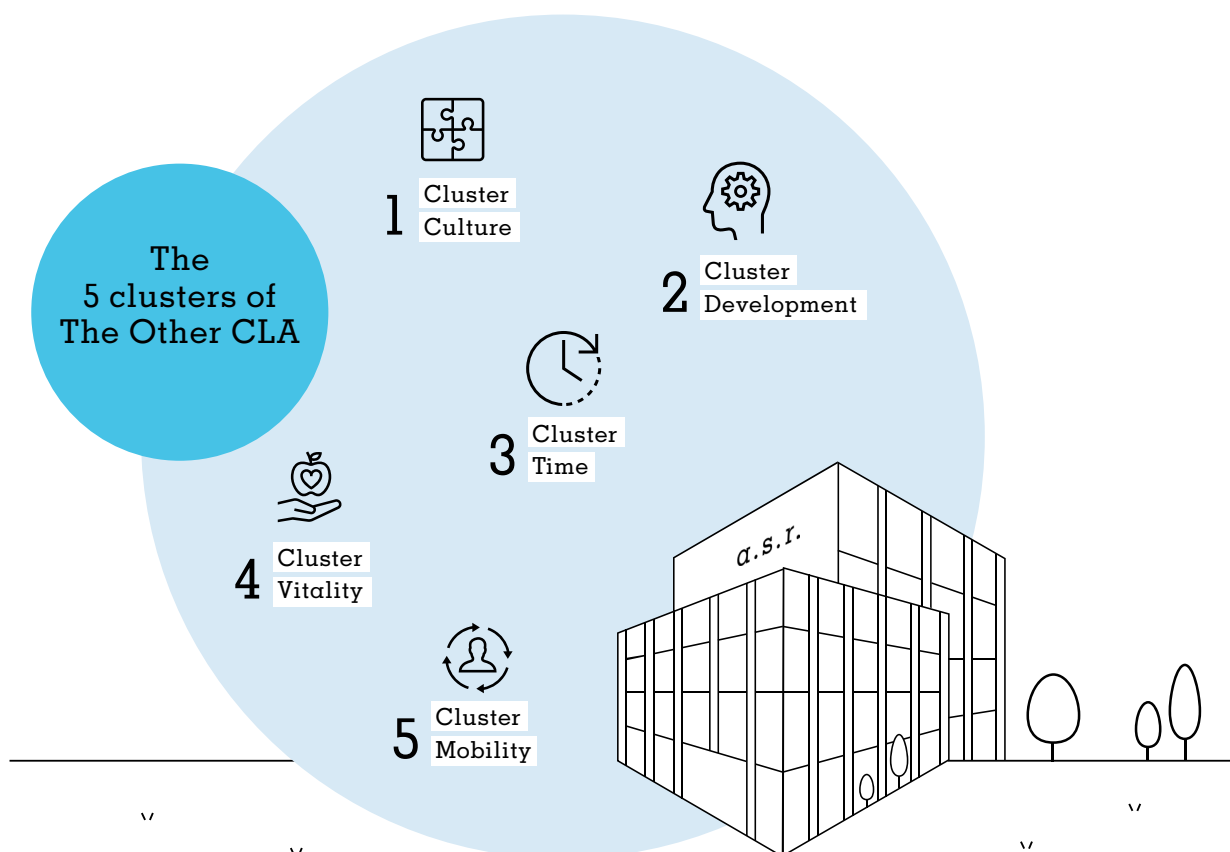 The
5 clusters of
The Other CLA
1 Cluster
Culture
2 Cluster
Development
3 Cluster
Time
4 Cluster
Vitality
5 Cluster
Mobility
a.s.r.